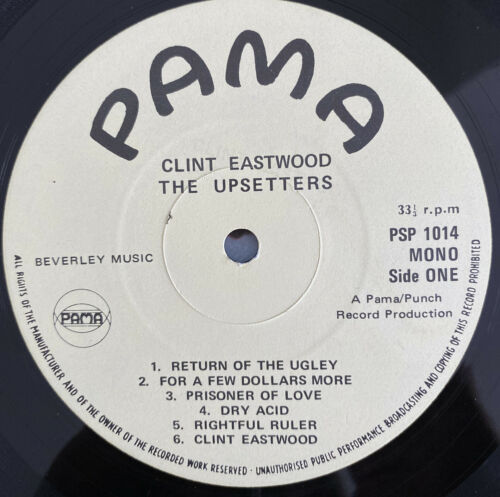 PAMA
CLINT EASTWOOD
THE UPSETTERS
33⅓ r.p.m
PSP 1014
MONO
Side ONE
BEVERLEY MUSIC
A Pama/Punch
Record Production
PAMA
1. RETURN OF THE UGLEY
2. FOR A FEW DOLLARS MORE
3. PRISONER OF LOVE
4. DRY ACID
5. RIGHTFUL RULER
6. CLINT EASTWOOD
ALL RIGHTS OF THE MANUFACTURER AND OF THE OWNER OF THE RECORDED WORK RESERVED · UNAUTHORISED PUBLIC PERFORMANCE BROADCASTING AND COPYING OF THIS RECORD PROHIBITED